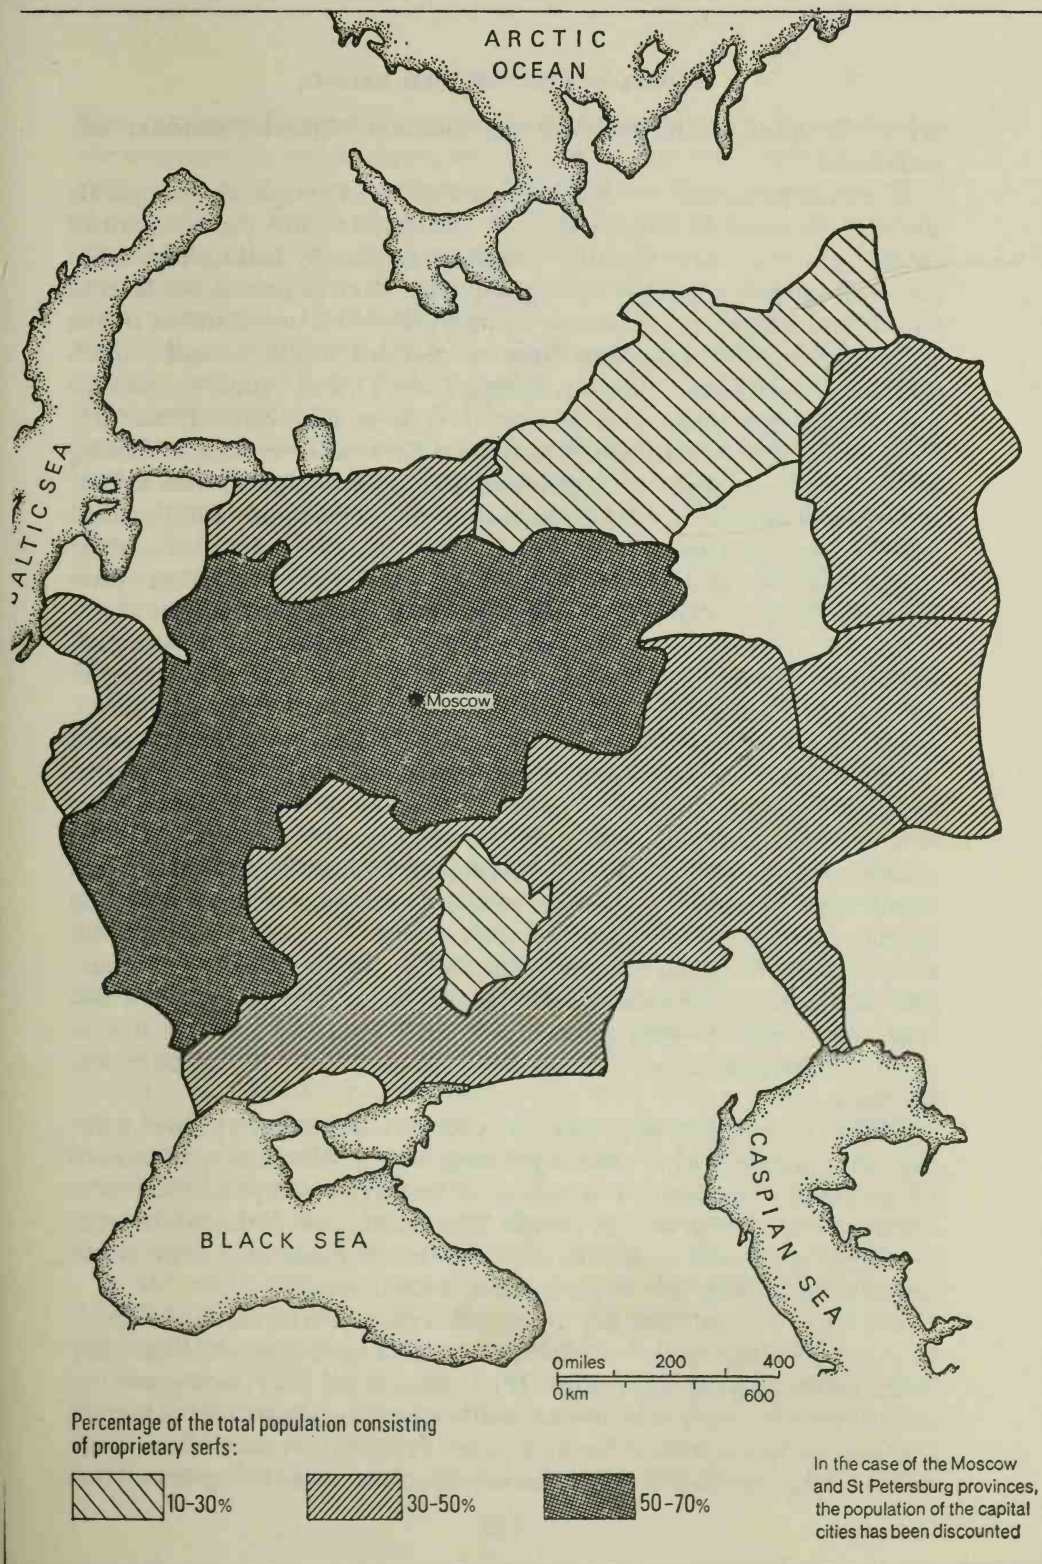 ARCTIC
OCEAN
BALTIC SEA
Moscow
BLACK SEA
CASPIAN SEA
0 miles 200 400
0 km 600
Percentage of the total population consisting
of proprietary serfs:
10-30%
30-50%
50-70%
In the case of the Moscow
and St Petersburg provinces,
the population of the capital
cities has been discounted